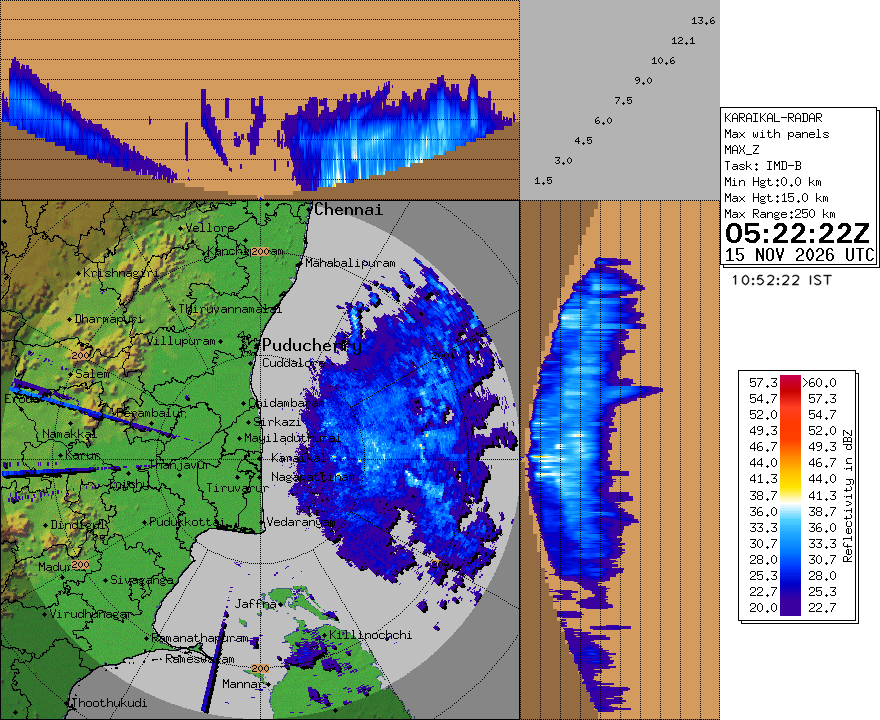 13.6
12.1
10.6
9.0
7.5
6.0
4.5
3.0
1.5
KARAIKAL-RADAR
Max with panels
MAX_Z
Task: IMD-B
Min Hgt:0.0 km
Max Hgt:15.0 km
Max Range:250 km
05:22:22Z
15 NOV 2026 UTC
10:52:22 IST
Chennai
Vellore
200
Mahabalipuram
Krishnagiri
Thiruvannamalai
Dharmapuri
Villupuram
Puducherry
200
Cuddalore
Salem
Perambalur
Sirkazi
Namakkal
Mayiladuthurai
Karur
Thanjavur
Tiruvarur
Dindigul
Pudukkottai
Vedaranyam
200
Sivaganga
Jaffna
Virudhunagar
Ramanathapuram
Killinochchi
Rameswaram
200
Mannar
Thoothukudi
57.3 >60.0
54.7 57.3
52.0 54.7
49.3 52.0
46.7 49.3
44.0 46.7
41.3 44.0
38.7 41.3
36.0 38.7
33.3 36.0
30.7 33.3
28.0 30.7
25.3 28.0
22.7 25.3
20.0 22.7
Reflectivity in dBZ